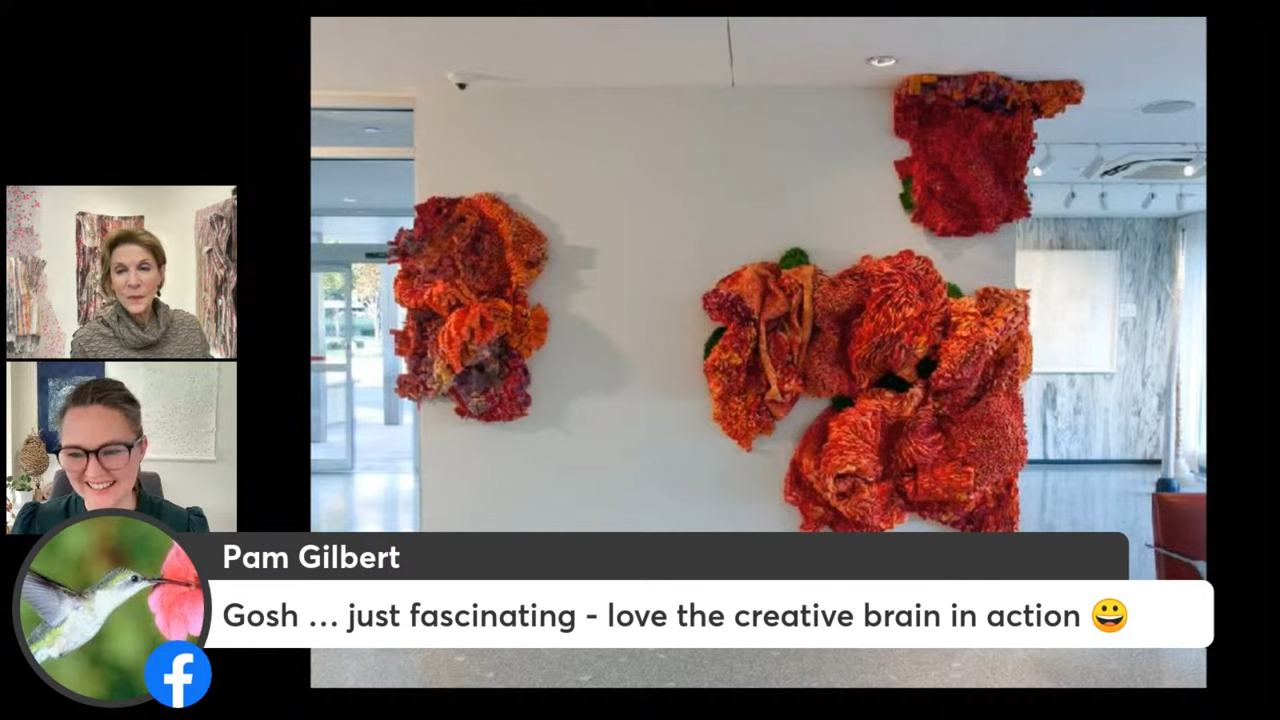 Pam Gilbert
Gosh ... just fascinating - love the creative brain in action 😀